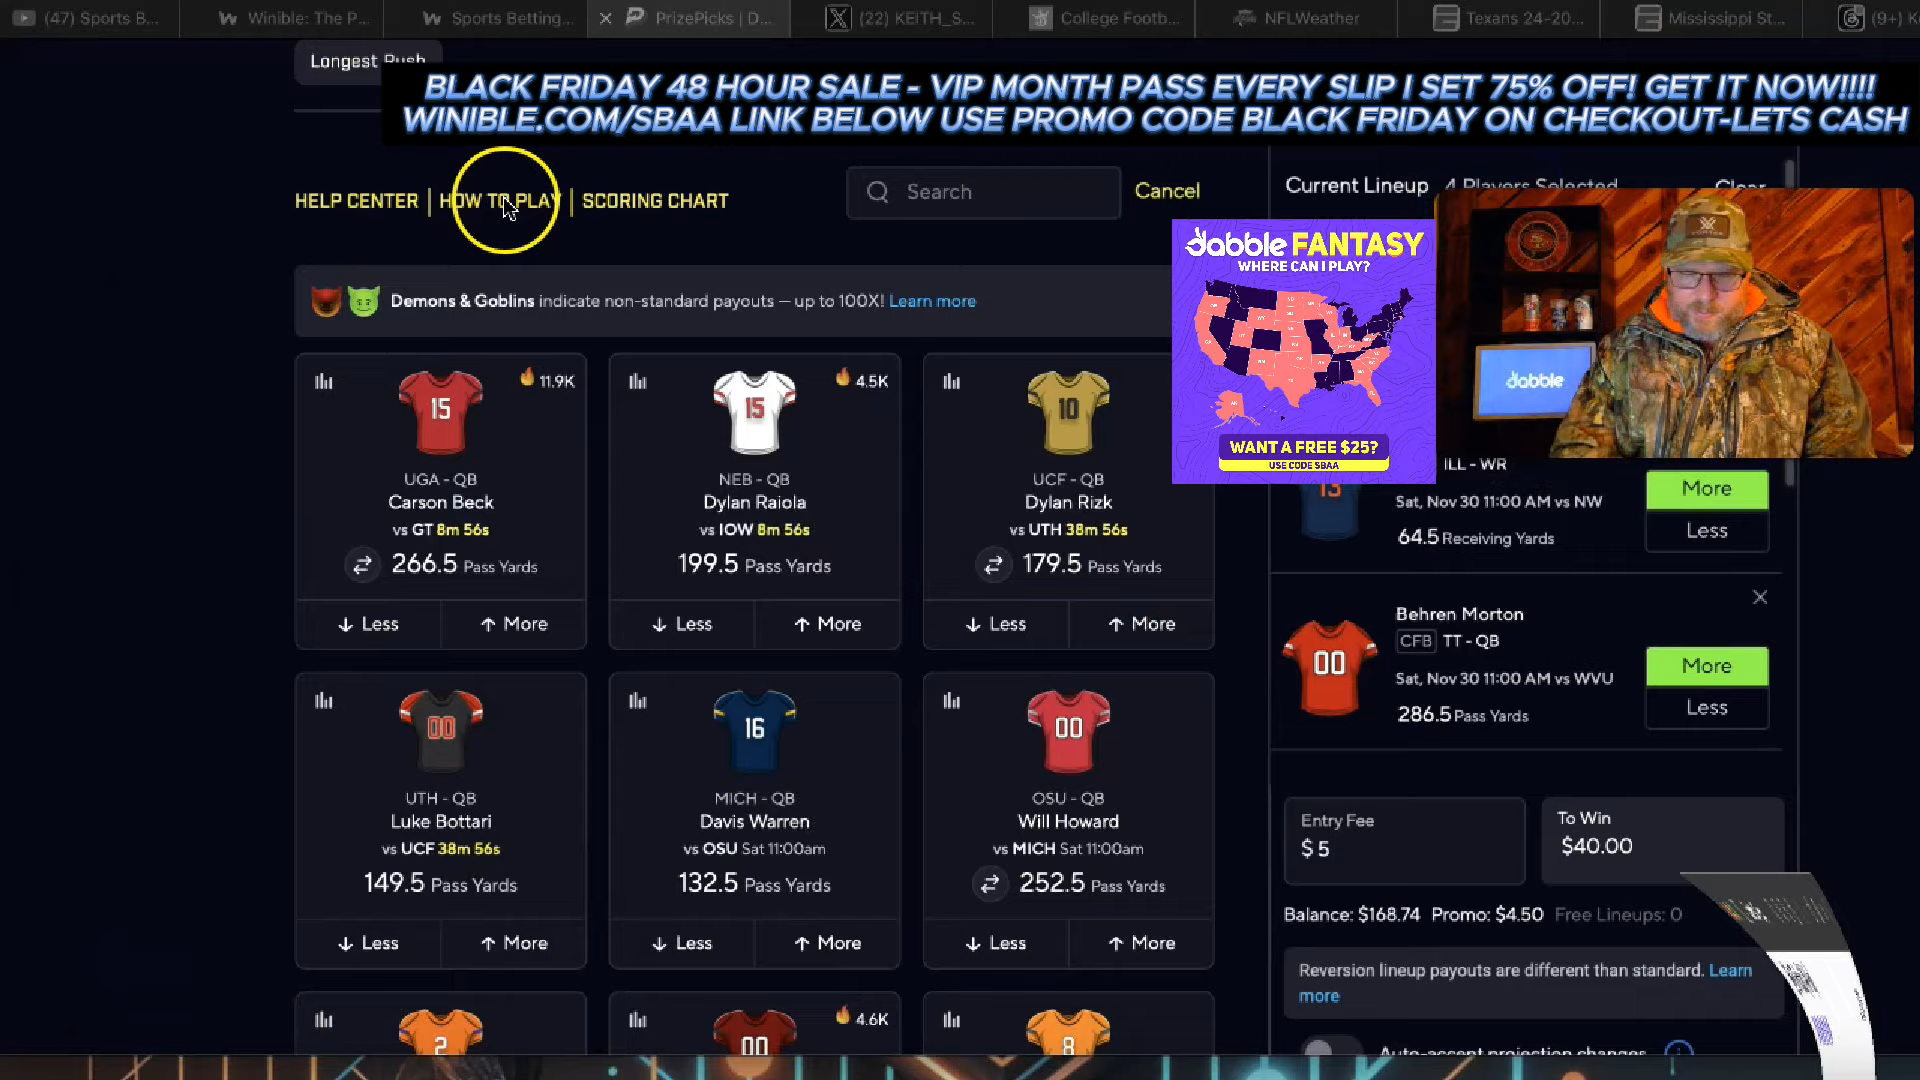 (47) Sports B...
Winible: The P...
Sports Betting...
PrizePicks | D...
(22) KEITH_S...
College Footb...
NFLWeather
Texans 24-20...
Mississippi St...
(9+) K
Longest Rush
BLACK FRIDAY 48 HOUR SALE - VIP MONTH PASS EVERY SLIP I SET 75% OFF! GET IT NOW!!!!
WINIBLE.COM/SBAA LINK BELOW USE PROMO CODE BLACK FRIDAY ON CHECKOUT-LETS CASH
HELP CENTER | HOW TO PLAY | SCORING CHART
Search
Cancel
Current Lineup 4 Players Selected
Clear
Demons & Goblins indicate non-standard payouts – up to 100X! Learn more
dabble FANTASY
WHERE CAN I PLAY?
WANT A FREE $25?
USE CODE SBAA
dabble
15
11.9K
UGA - QB
Carson Beck
vs GT 8m 56s
266.5 Pass Yards
Less
More
15
4.5K
NEB - QB
Dylan Raiola
vs IOW 8m 56s
199.5 Pass Yards
Less
More
10
UCF - QB
Dylan Rizk
vs UTH 38m 56s
179.5 Pass Yards
Less
More
00
UTH - QB
Luke Bottari
vs UCF 38m 56s
149.5 Pass Yards
Less
More
16
MICH - QB
Davis Warren
vs OSU Sat 11:00am
132.5 Pass Yards
Less
More
00
OSU - QB
Will Howard
vs MICH Sat 11:00am
252.5 Pass Yards
Less
More
2
00
4.6K
8
13
ILL - WR
Sat, Nov 30 11:00 AM vs NW
64.5 Receiving Yards
More
Less
00
Behren Morton
CFB TT - QB
Sat, Nov 30 11:00 AM vs WVU
286.5 Pass Yards
More
Less
Entry Fee
$ 5
To Win
$40.00
Balance: $168.74 Promo: $4.50 Free Lineups: 0
Reversion lineup payouts are different than standard. Learn
more
Auto-accept projection changes